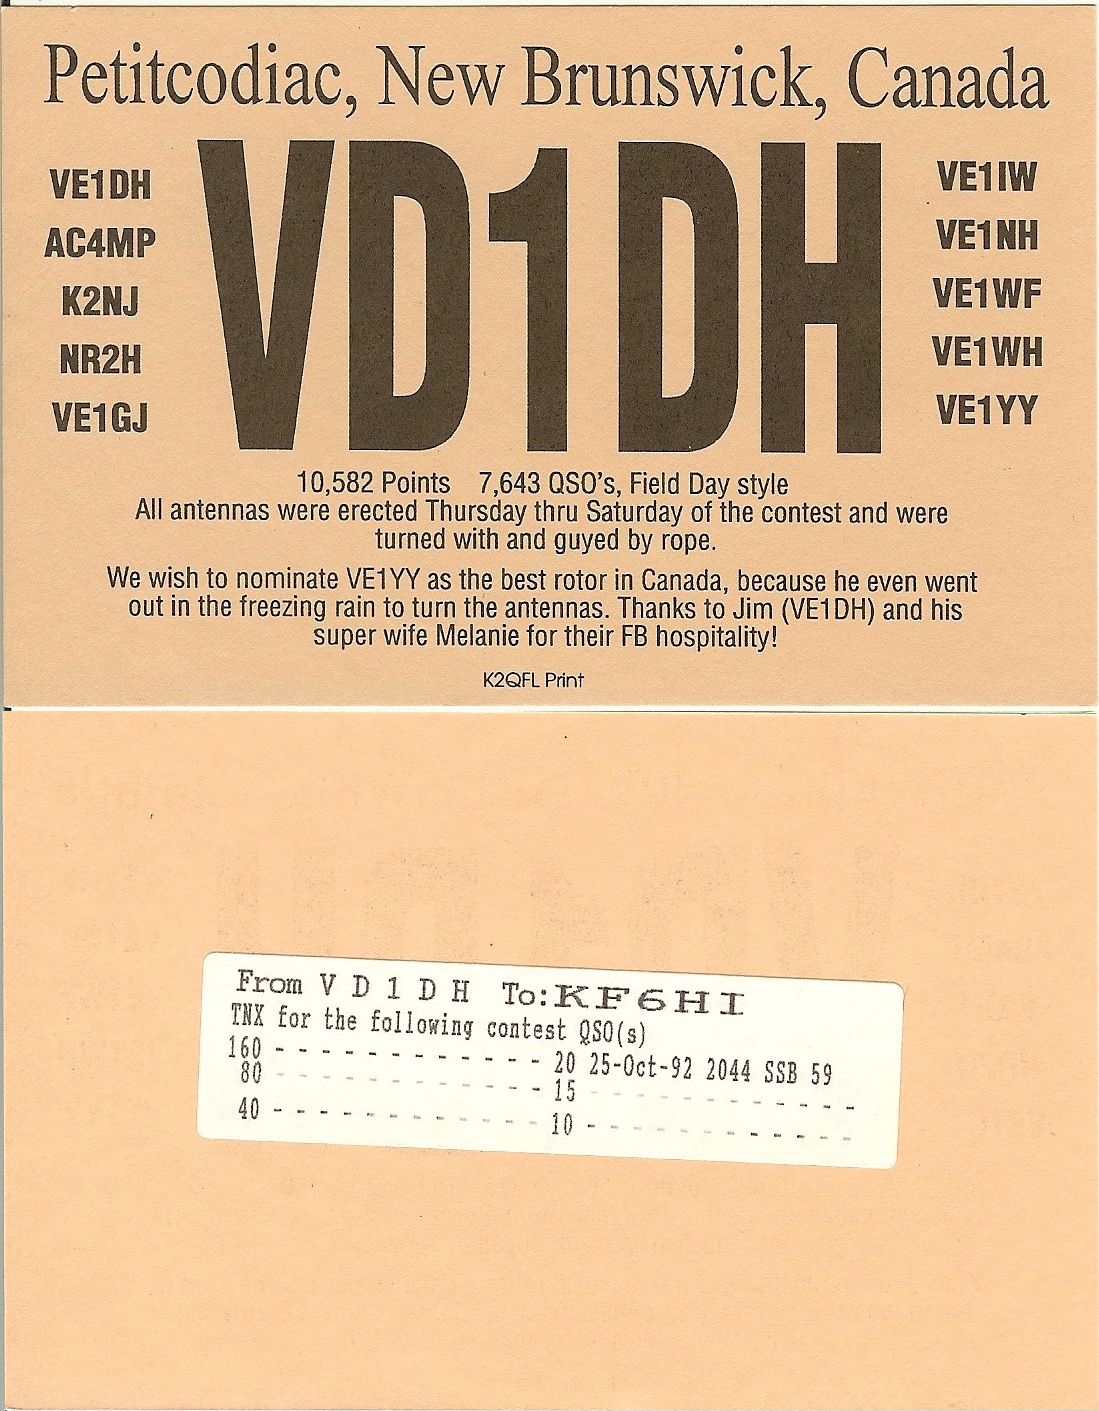 Petitcodiac, New Brunswick, Canada
VD1DH
VE1DH
AC4MP
K2NJ
NR2H
VE1GJ
VE1IW
VE1NH
VE1WF
VE1WH
VE1YY
10,582 Points 7,643 QSO's, Field Day style
All antennas were erected Thursday thru Saturday of the contest and were
turned with and guyed by rope.
We wish to nominate VE1YY as the best rotor in Canada, because he even went
out in the freezing rain to turn the antennas. Thanks to Jim (VE1DH) and his
super wife Melanie for their FB hospitality!
K2QFL Print
From V D 1 D H To:KF6HI
TNX for the following contest QSO(s)
160 - - - - - - - - - - - - 20 25-Oct-92 2044 SSB 59
80 - - - - - - - - - - - - 15 - - - - - - - - - - - -
40 - - - - - - - - - - - - 10 - - - - - - - - - - - -